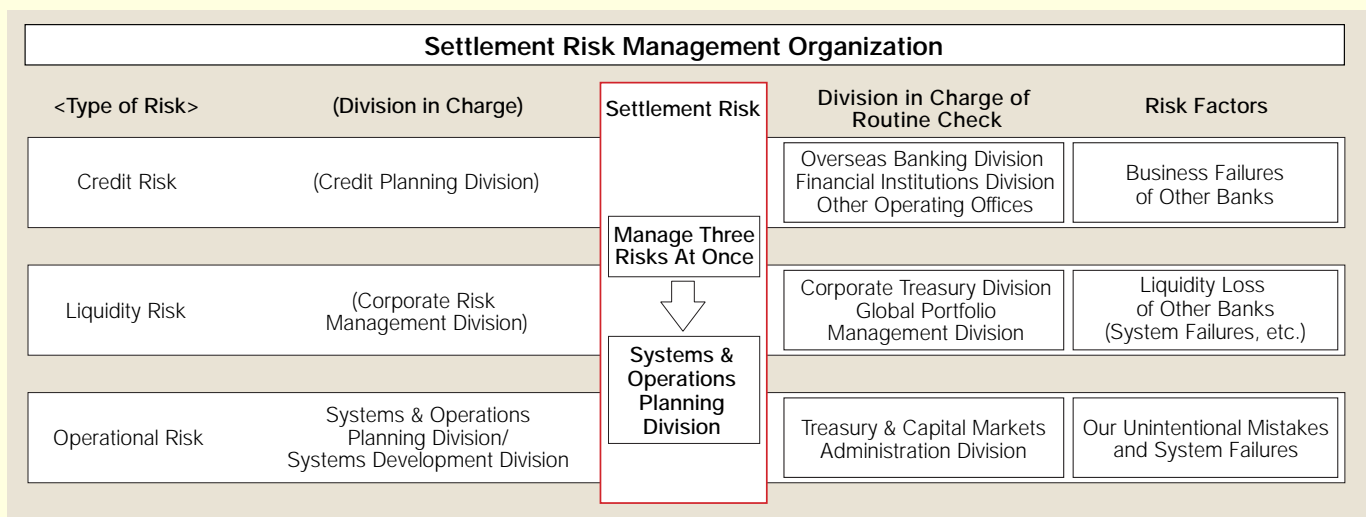 Settlement Risk Management Organization
<Type of Risk>
(Division in Charge)
Settlement Risk
Division in Charge of
Routine Check
Risk Factors
Credit Risk
(Credit Planning Division)
Overseas Banking Division
Financial Institutions Division
Other Operating Offices
Business Failures
of Other Banks
Manage Three
Risks At Once
Liquidity Risk
(Corporate Risk
Management Division)
Corporate Treasury Division
Global Portfolio
Management Division
Liquidity Loss
of Other Banks
(System Failures, etc.)
Systems &
Operations
Planning
Division
Operational Risk
Systems & Operations
Planning Division/
Systems Development Division
Treasury & Capital Markets
Administration Division
Our Unintentional Mistakes
and System Failures